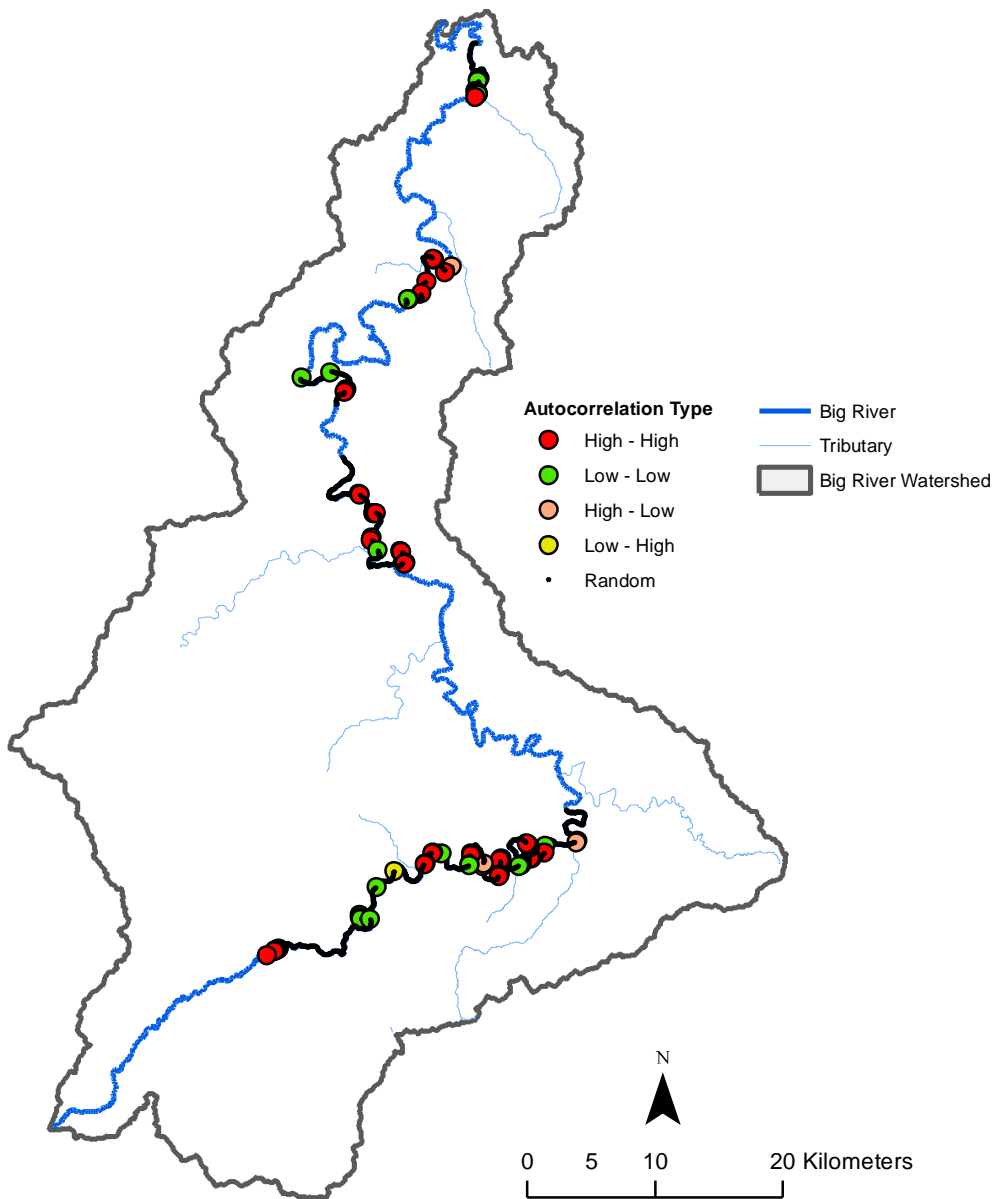 Autocorrelation Type
High - High
Low - Low
High - Low
Low - High
Random
Big River
Tributary
Big River Watershed
N
0 5 10 20 Kilometers